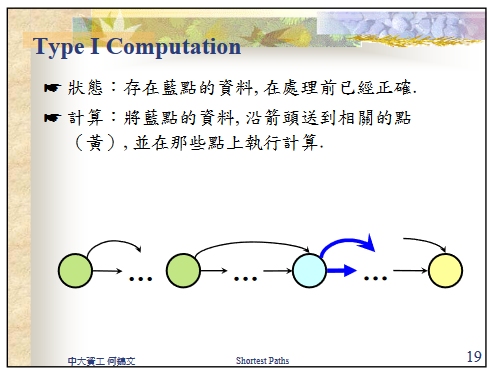 Type I Computation
☛ 狀態：存在藍點的資料, 在處理前已經正確.
☛ 計算：將藍點的資料, 沿箭頭送到相關的點
（黃）, 並在那些點上執行計算.
... ... ...
中大資工 何錦文 Shortest Paths 19